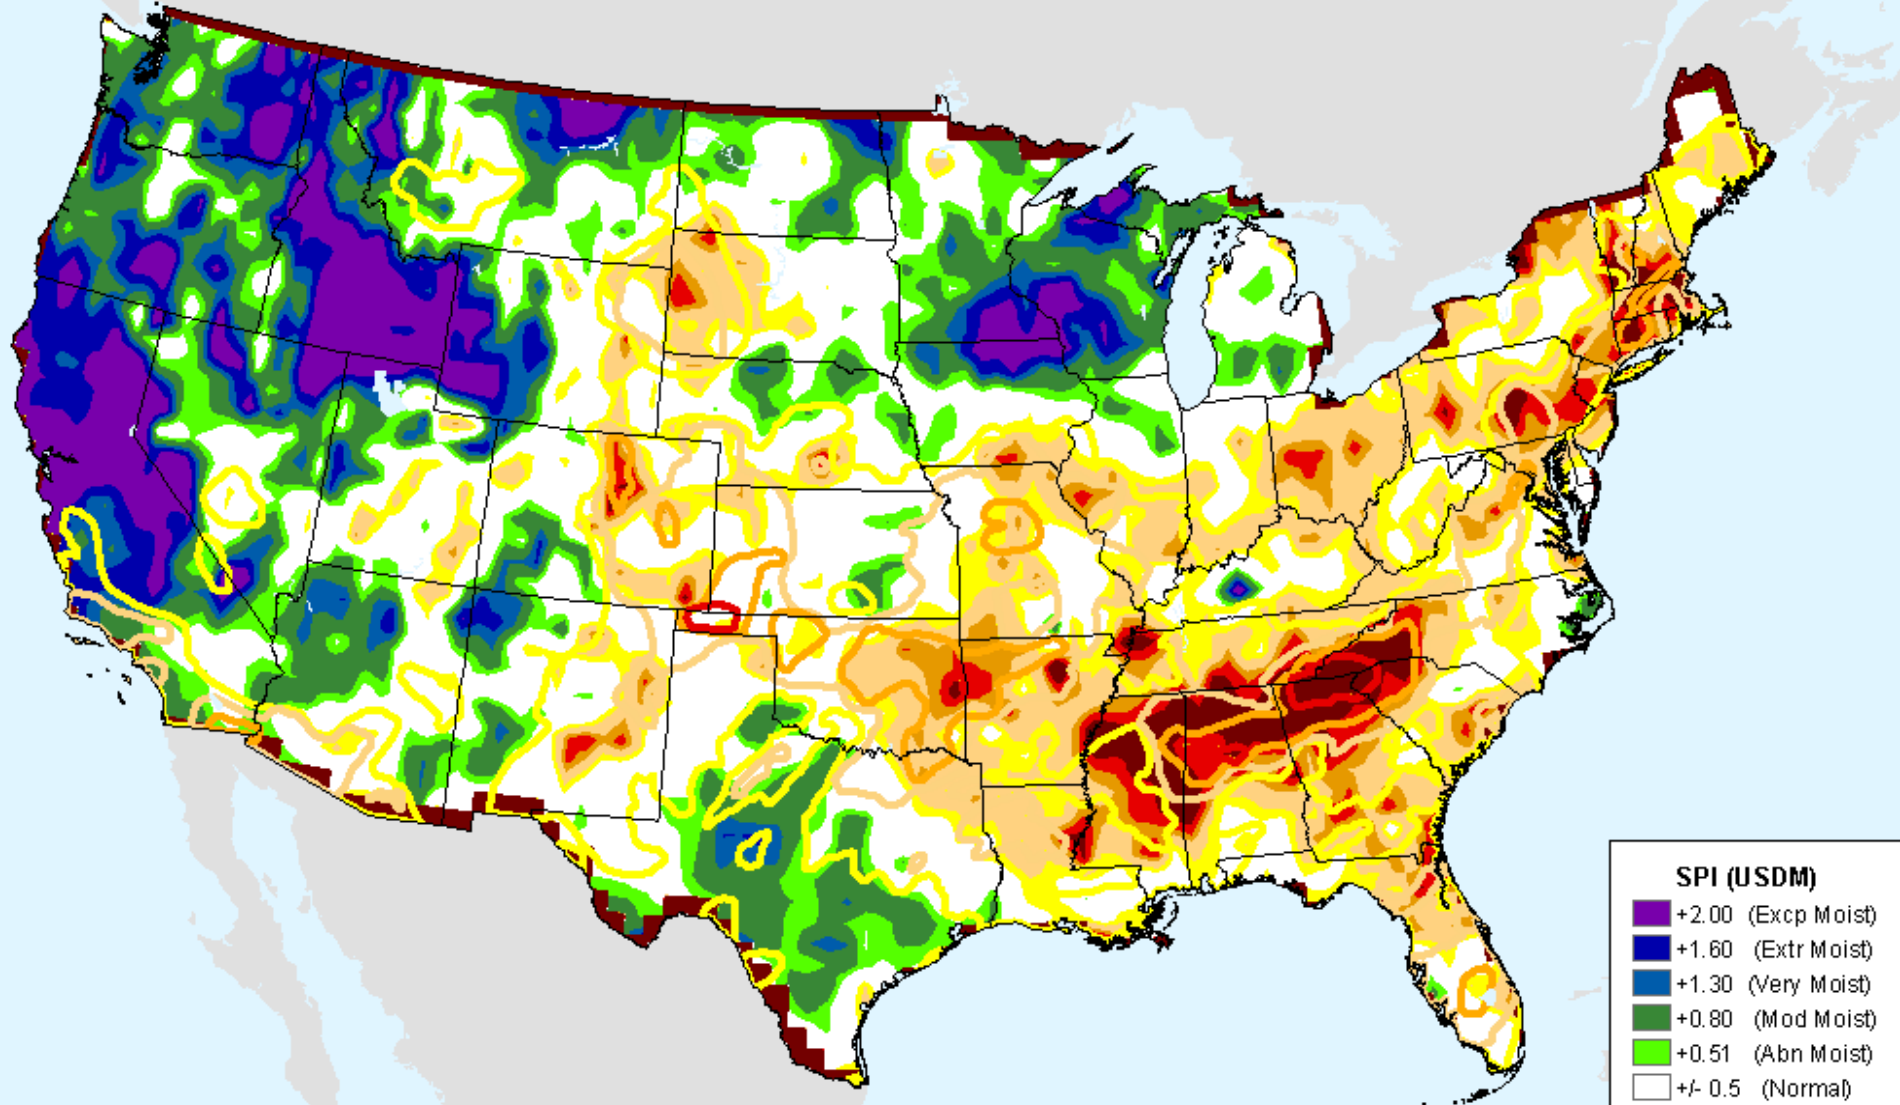 SPI (USDM)
+2.00 (Excp Moist)
+1.60 (Extr Moist)
+1.30 (Very Moist)
+0.80 (Mod Moist)
+0.51 (Abn Moist)
+/- 0.5 (Normal)